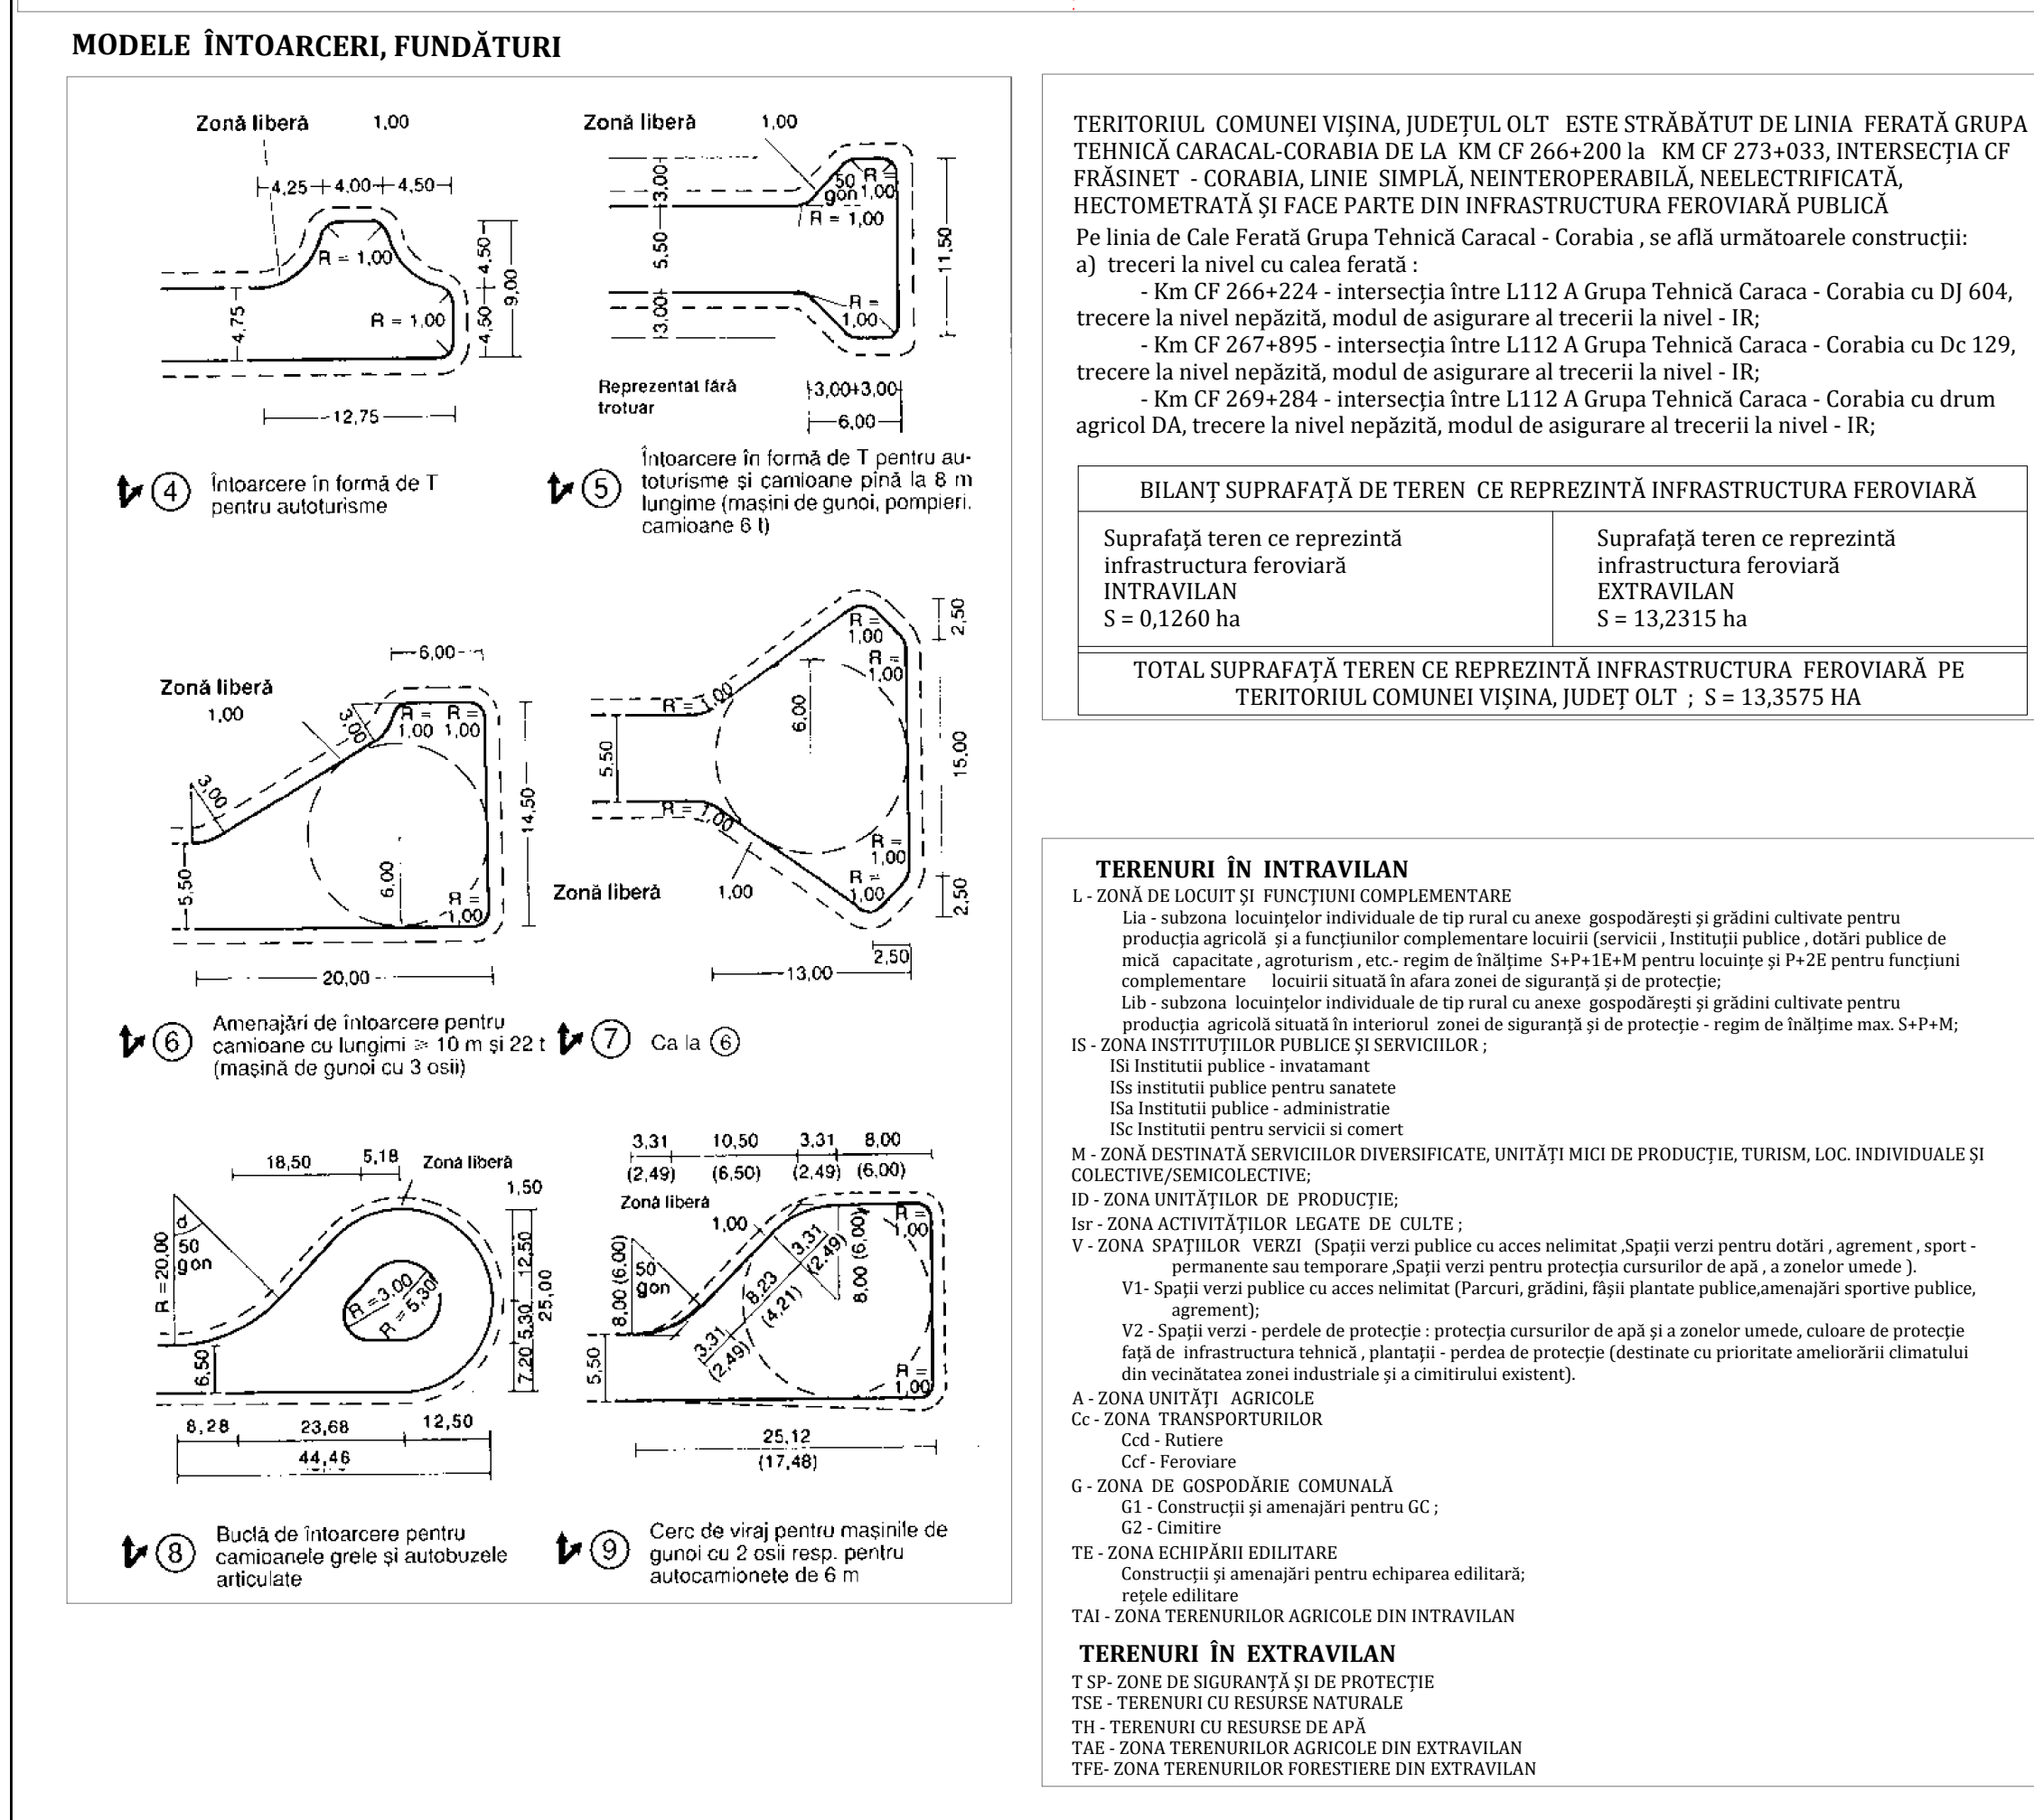 MODELE ÎNTOARCERI, FUNDĂTURI
Zonă liberă 1,00
4,25 4,00 4,50
R = 1,00
R = 1,00
4,75
4,50
4,50
9,00
12,75
4 Întoarcere în formă de T
pentru autoturisme
Zonă liberă 1,00
3,00
50
gon
R =
1,00
R = 1,00
5,50
11,50
R =
1,00
3,00
Reprezentat fără
trotuar
3,00+3,00
6,00
5 Întoarcere în formă de T pentru au-
toturisme și camioane pînă la 8 m
lungime (mașini de gunoi, pompieri.
camioane 6 t)
6,00
Zonă liberă
1,00
3,00
R = R =
1,00 1,00
3,00
14,50
5,50
6,00
R =
1,00
20,00
6 Amenajări de întoarcere pentru
camioane cu lungimi ≥ 10 m și 22 t
(mașină de gunoi cu 3 osii)
R =
1,00
2,50
R =
1,00
R = 1,00
6,00
5,50
15,00
R = 1,00
R =
1,00
R =
1,00
Zonă liberă 1,00
2,50
2,50
13,00
7 Ca la 6
18,50 5,18 Zonă liberă
1,50
α
50
gon
R = 20,00
R = 3,00
R = 5,30
12,50
5,30
7,20
25,00
6,50
8,28 23,68 12,50
44,46
8 Buclă de întoarcere pentru
camioanele grele și autobuzele
articulate
3,31 10,50 3,31 8,00
(2,49) (6,50) (2,49) (6,00)
Zonă liberă
1,00
R =
1,00
50
gon
8,00 (6,00)
3,31
(2,49)
8,00 (6,00)
8,23
(4,21)
3,31
(2,49)
5,50
R =
1,00
25,12
(17,48)
9 Cerc de viraj pentru mașinile de
gunoi cu 2 osii resp. pentru
autocamionete de 6 m
TERITORIUL COMUNEI VIȘINA, JUDEȚUL OLT ESTE STRĂBĂTUT DE LINIA FERATĂ GRUPA
TEHNICĂ CARACAL-CORABIA DE LA KM CF 266+200 la KM CF 273+033, INTERSECȚIA CF
FRĂSINET - CORABIA, LINIE SIMPLĂ, NEINTEROPERABILĂ, NEELECTRIFICATĂ,
HECTOMETRATĂ ȘI FACE PARTE DIN INFRASTRUCTURA FEROVIARĂ PUBLICĂ
Pe linia de Cale Ferată Grupa Tehnică Caracal - Corabia , se află următoarele construcții:
a) treceri la nivel cu calea ferată :
- Km CF 266+224 - intersecția între L112 A Grupa Tehnică Caraca - Corabia cu DJ 604,
trecere la nivel nepăzită, modul de asigurare al trecerii la nivel - IR;
- Km CF 267+895 - intersecția între L112 A Grupa Tehnică Caraca - Corabia cu Dc 129,
trecere la nivel nepăzită, modul de asigurare al trecerii la nivel - IR;
- Km CF 269+284 - intersecția între L112 A Grupa Tehnică Caraca - Corabia cu drum
agricol DA, trecere la nivel nepăzită, modul de asigurare al trecerii la nivel - IR;
BILANȚ SUPRAFAȚĂ DE TEREN CE REPREZINTĂ INFRASTRUCTURA FEROVIARĂ
Suprafață teren ce reprezintă
infrastructura feroviară
INTRAVILAN
S = 0,1260 ha
Suprafață teren ce reprezintă
infrastructura feroviară
EXTRAVILAN
S = 13,2315 ha
TOTAL SUPRAFAȚĂ TEREN CE REPREZINTĂ INFRASTRUCTURA FEROVIARĂ PE
TERITORIUL COMUNEI VIȘINA, JUDEȚ OLT ; S = 13,3575 HA
TERENURI ÎN INTRAVILAN
L - ZONĂ DE LOCUIT ȘI FUNCȚIUNI COMPLEMENTARE
Lia - subzona locuințelor individuale de tip rural cu anexe gospodărești și grădini cultivate pentru
producția agricolă și a funcțiunilor complementare locuirii (servicii , Instituții publice , dotări publice de
mică capacitate , agroturism , etc.- regim de înălțime S+P+1E+M pentru locuințe și P+2E pentru funcțiuni
complementare locuirii situată în afara zonei de siguranță și de protecție;
Lib - subzona locuințelor individuale de tip rural cu anexe gospodărești și grădini cultivate pentru
producția agricolă situată în interiorul zonei de siguranță și de protecție - regim de înălțime max. S+P+M;
IS - ZONA INSTITUȚIILOR PUBLICE ȘI SERVICIILOR ;
ISi Institutii publice - invatamant
ISs institutii publice pentru sanatete
ISa Institutii publice - administratie
ISc Institutii pentru servicii si comert
M - ZONĂ DESTINATĂ SERVICIILOR DIVERSIFICATE, UNITĂȚI MICI DE PRODUCȚIE, TURISM, LOC. INDIVIDUALE ȘI
COLECTIVE/SEMICOLECTIVE;
ID - ZONA UNITĂȚILOR DE PRODUCȚIE;
Isr - ZONA ACTIVITĂȚILOR LEGATE DE CULTE ;
V - ZONA SPAȚIILOR VERZI (Spații verzi publice cu acces nelimitat ,Spații verzi pentru dotări , agrement , sport -
permanente sau temporare ,Spații verzi pentru protecția cursurilor de apă , a zonelor umede ).
V1- Spații verzi publice cu acces nelimitat (Parcuri, grădini, fâșii plantate publice,amenajări sportive publice,
agrement);
V2 - Spații verzi - perdele de protecție : protecția cursurilor de apă și a zonelor umede, culoare de protecție
față de infrastructura tehnică , plantații - perdea de protecție (destinate cu prioritate ameliorării climatului
din vecinătatea zonei industriale și a cimitirului existent).
A - ZONA UNITĂȚI AGRICOLE
Cc - ZONA TRANSPORTURILOR
Ccd - Rutiere
Ccf - Feroviare
G - ZONA DE GOSPODĂRIE COMUNALĂ
G1 - Construcții și amenajări pentru GC ;
G2 - Cimitire
TE - ZONA ECHIPĂRII EDILITARE
Construcții și amenajări pentru echiparea edilitară;
rețele edilitare
TAI - ZONA TERENURILOR AGRICOLE DIN INTRAVILAN
TERENURI ÎN EXTRAVILAN
T SP- ZONE DE SIGURANȚĂ ȘI DE PROTECȚIE
TSE - TERENURI CU RESURSE NATURALE
TH - TERENURI CU RESURSE DE APĂ
TAE - ZONA TERENURILOR AGRICOLE DIN EXTRAVILAN
TFE- ZONA TERENURILOR FORESTIERE DIN EXTRAVILAN